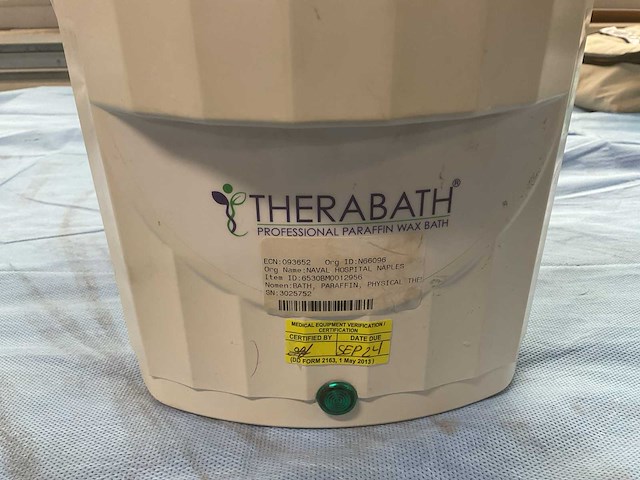 THERABATH®
PROFESSIONAL PARAFFIN WAX BATH
ECN:093652 Org ID:N66096
Org Name:NAVAL HOSPITAL NAPLES
Item ID:6530BM0012956
Nomen:BATH, PARAFFIN, PHYSICAL THE
SN:3025752
MEDICAL EQUIPMENT VERIFICATION /
CERTIFICATION
CERTIFIED BY DATE DUE
SEP 24
(DD FORM 2163, 1 May 2013)